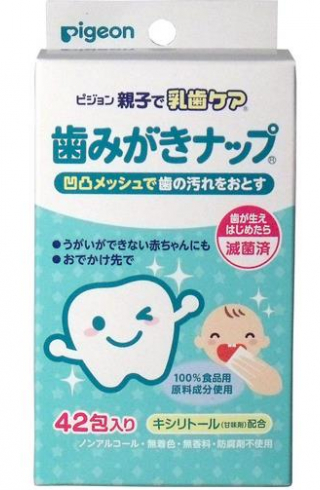 pigeon
ピジョン 親子で乳歯ケア®
歯みがきナップ®
凹凸メッシュで歯の汚れをおとす
歯が生え
はじめたら
滅菌済
●うがいができない赤ちゃんにも
●おでかけ先で
100%食品用
原料成分使用
42包入り
キシリトール(甘味剤)配合
ノンアルコール・無着色・無香料・防腐剤不使用